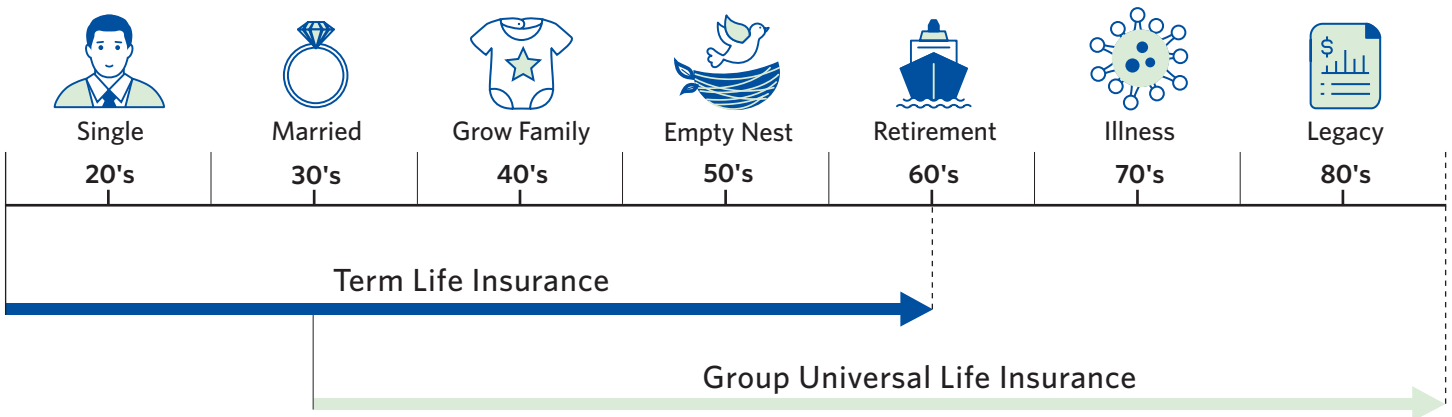 Single Married Grow Family Empty Nest Retirement Illness Legacy
20's 30's 40's 50's 60's 70's 80's
Term Life Insurance
Group Universal Life Insurance
$